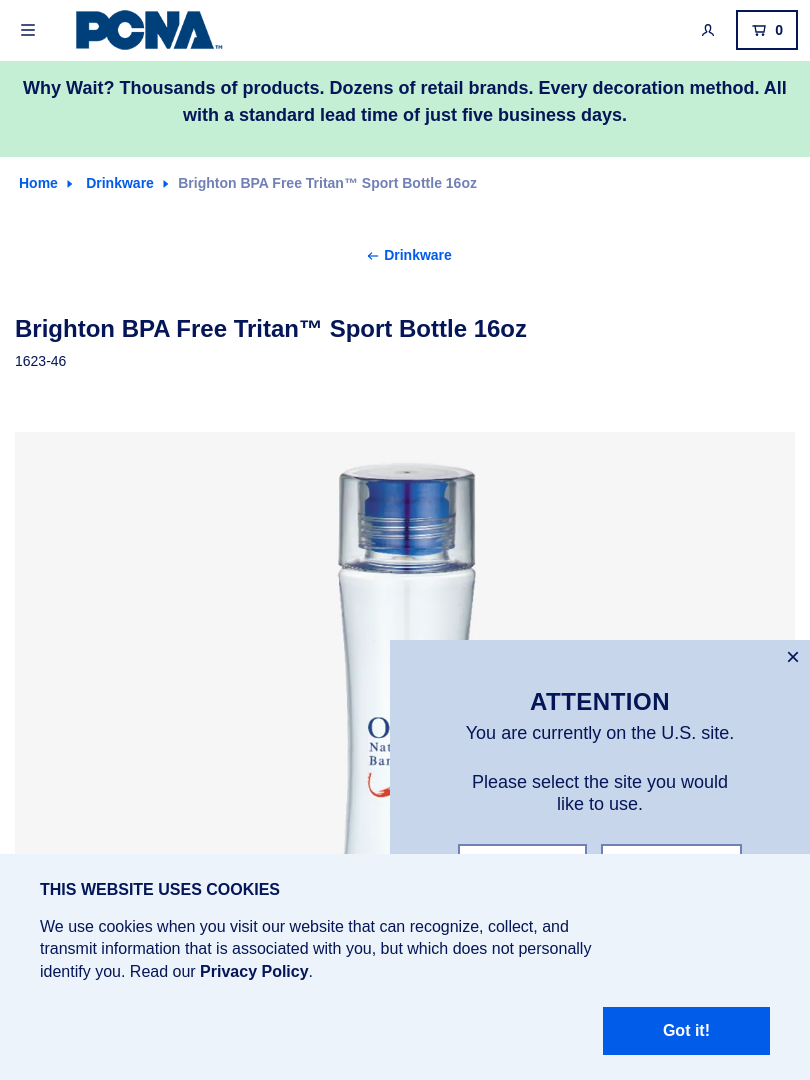 PCNA™
0
Why Wait? Thousands of products. Dozens of retail brands. Every decoration method. All
with a standard lead time of just five business days.
Home Drinkware Brighton BPA Free Tritan™ Sport Bottle 16oz
← Drinkware
Brighton BPA Free Tritan™ Sport Bottle 16oz
1623-46
ATTENTION
You are currently on the U.S. site.
Please select the site you would
like to use.
THIS WEBSITE USES COOKIES
We use cookies when you visit our website that can recognize, collect, and
transmit information that is associated with you, but which does not personally
identify you. Read our Privacy Policy.
Got it!